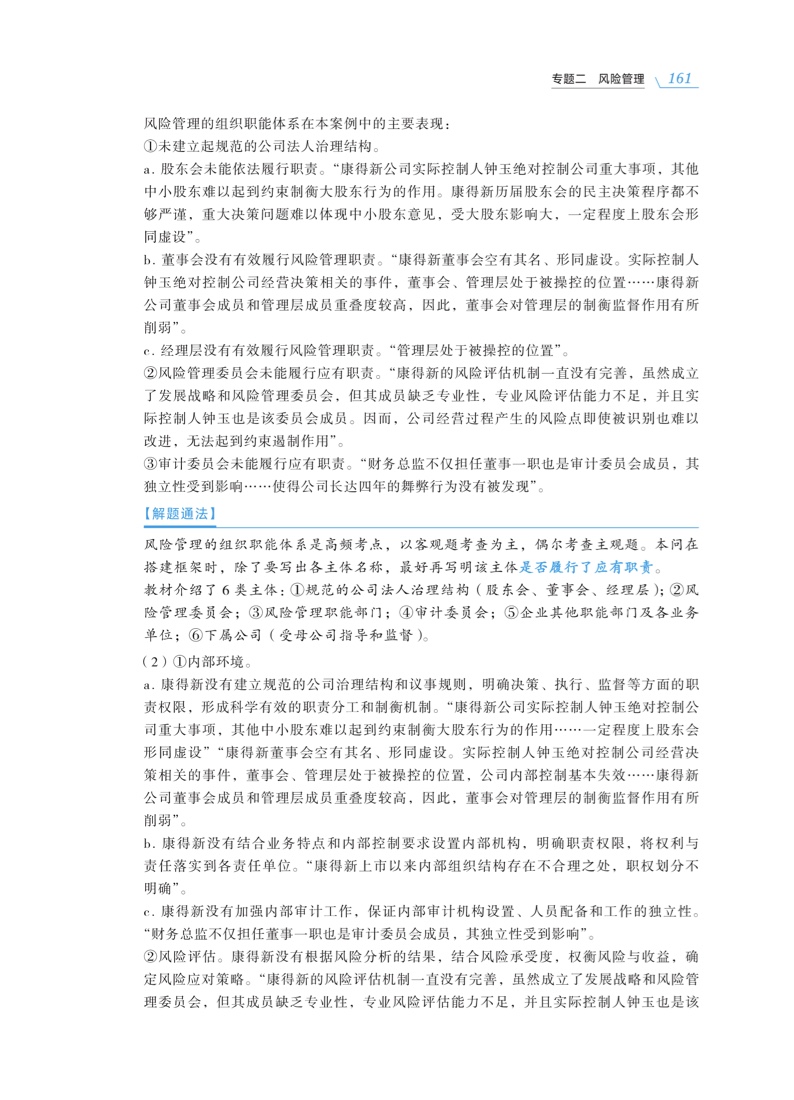 专题二　风险管理　161
风险管理的组织职能体系在本案例中的主要表现：
①未建立起规范的公司法人治理结构。
a. 股东会未能依法履行职责。“康得新公司实际控制人钟玉绝对控制公司重大事项，其他
中小股东难以起到约束制衡大股东行为的作用。康得新历届股东会的民主决策程序都不
够严谨，重大决策问题难以体现中小股东意见，受大股东影响大，一定程度上股东会形
同虚设”。
b. 董事会没有有效履行风险管理职责。“康得新董事会空有其名、形同虚设。实际控制人
钟玉绝对控制公司经营决策相关的事件，董事会、管理层处于被操控的位置……康得新
公司董事会成员和管理层成员重叠度较高，因此，董事会对管理层的制衡监督作用有所
削弱”。
c. 经理层没有有效履行风险管理职责。“管理层处于被操控的位置”。
②风险管理委员会未能履行应有职责。“康得新的风险评估机制一直没有完善，虽然成立
了发展战略和风险管理委员会，但其成员缺乏专业性，专业风险评估能力不足，并且实
际控制人钟玉也是该委员会成员。因而，公司经营过程产生的风险点即使被识别也难以
改进，无法起到约束遏制作用”。
③审计委员会未能履行应有职责。“财务总监不仅担任董事一职也是审计委员会成员，其
独立性受到影响……使得公司长达四年的舞弊行为没有被发现”。
【解题通法】
风险管理的组织职能体系是高频考点，以客观题考查为主，偶尔考查主观题。本问在
搭建框架时，除了要写出各主体名称，最好再写明该主体是否履行了应有职责。
教材介绍了 6 类主体：①规范的公司法人治理结构（股东会、董事会、经理层）；②风
险管理委员会；③风险管理职能部门；④审计委员会；⑤企业其他职能部门及各业务
单位；⑥下属公司（受母公司指导和监督）。
（2）①内部环境。
a. 康得新没有建立规范的公司治理结构和议事规则，明确决策、执行、监督等方面的职
责权限，形成科学有效的职责分工和制衡机制。“康得新公司实际控制人钟玉绝对控制公
司重大事项，其他中小股东难以起到约束制衡大股东行为的作用……一定程度上股东会
形同虚设”“康得新董事会空有其名、形同虚设。实际控制人钟玉绝对控制公司经营决
策相关的事件，董事会、管理层处于被操控的位置，公司内部控制基本失效……康得新
公司董事会成员和管理层成员重叠度较高，因此，董事会对管理层的制衡监督作用有所
削弱”。
b. 康得新没有结合业务特点和内部控制要求设置内部机构，明确职责权限，将权利与
责任落实到各责任单位。“康得新上市以来内部组织结构存在不合理之处，职权划分不
明确”。
c. 康得新没有加强内部审计工作，保证内部审计机构设置、人员配备和工作的独立性。
“财务总监不仅担任董事一职也是审计委员会成员，其独立性受到影响”。
②风险评估。康得新没有根据风险分析的结果，结合风险承受度，权衡风险与收益，确
定风险应对策略。“康得新的风险评估机制一直没有完善，虽然成立了发展战略和风险管
理委员会，但其成员缺乏专业性，专业风险评估能力不足，并且实际控制人钟玉也是该